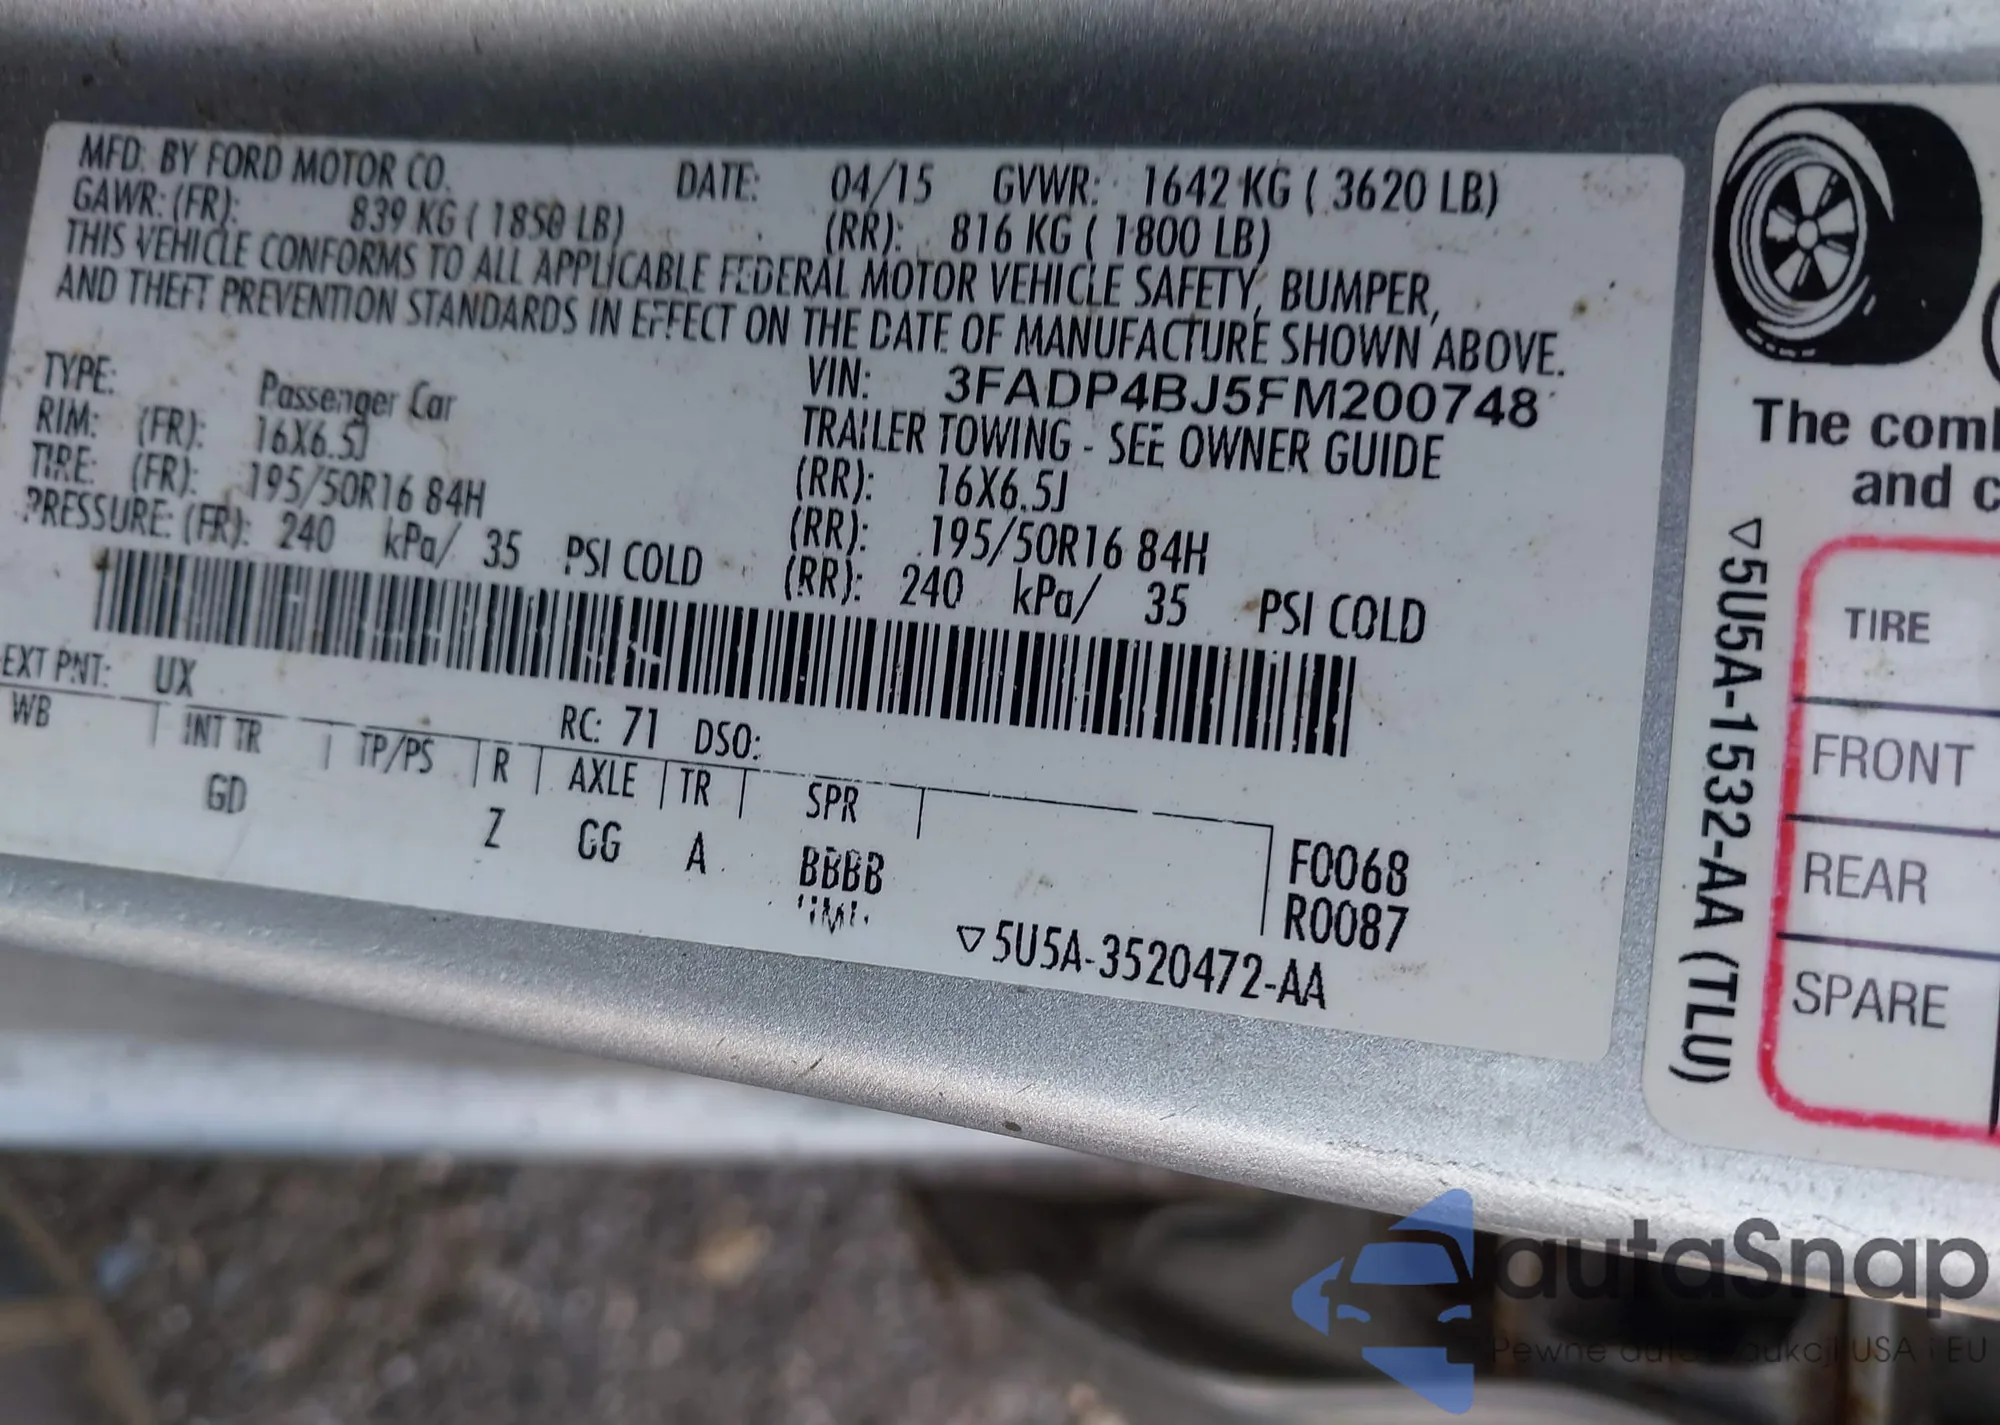 MFD. BY FORD MOTOR CO. DATE: 04/15 GVWR: 1642 KG ( 3620 LB)
GAWR: (FR): 839 KG ( 1850 LB) (RR): 816 KG ( 1800 LB)
THIS VEHICLE CONFORMS TO ALL APPLICABLE FEDERAL MOTOR VEHICLE SAFETY, BUMPER,
AND THEFT PREVENTION STANDARDS IN EFFECT ON THE DATE OF MANUFACTURE SHOWN ABOVE.
VIN: 3FADP4BJ5FM200748
TYPE: Passenger Car TRAILER TOWING - SEE OWNER GUIDE
RIM: (FR): 16X6.5J (RR): 16X6.5J
TIRE: (FR): 195/50R16 84H (RR): 195/50R16 84H
PRESSURE: (FR): 240 kPa/ 35 PSI COLD (RR): 240 kPa/ 35 PSI COLD
EXT PNT: UX RC: 71 DSO:
WB INT TR TP/PS R AXLE TR SPR
GD Z CG A BBBB
F0068
R0087
▽5U5A-3520472-AA
The
and
▽5U5A-1532-AA (TLU)
TIRE
FRONT
REAR
SPARE
autaSnap
Pewne auta z aukcji USA i EU